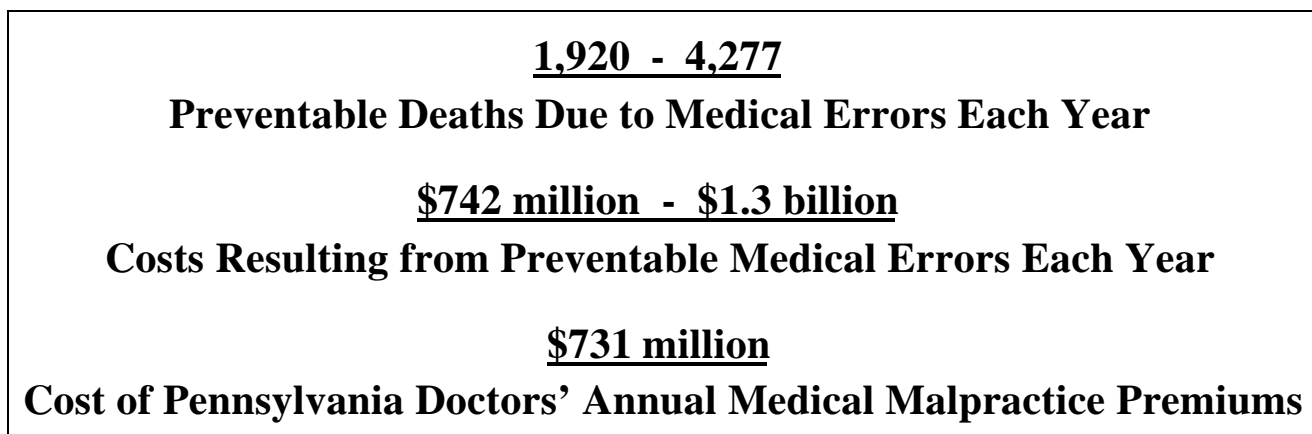 1,920 - 4,277
Preventable Deaths Due to Medical Errors Each Year
$742 million - $1.3 billion
Costs Resulting from Preventable Medical Errors Each Year
$731 million
Cost of Pennsylvania Doctors’ Annual Medical Malpractice Premiums